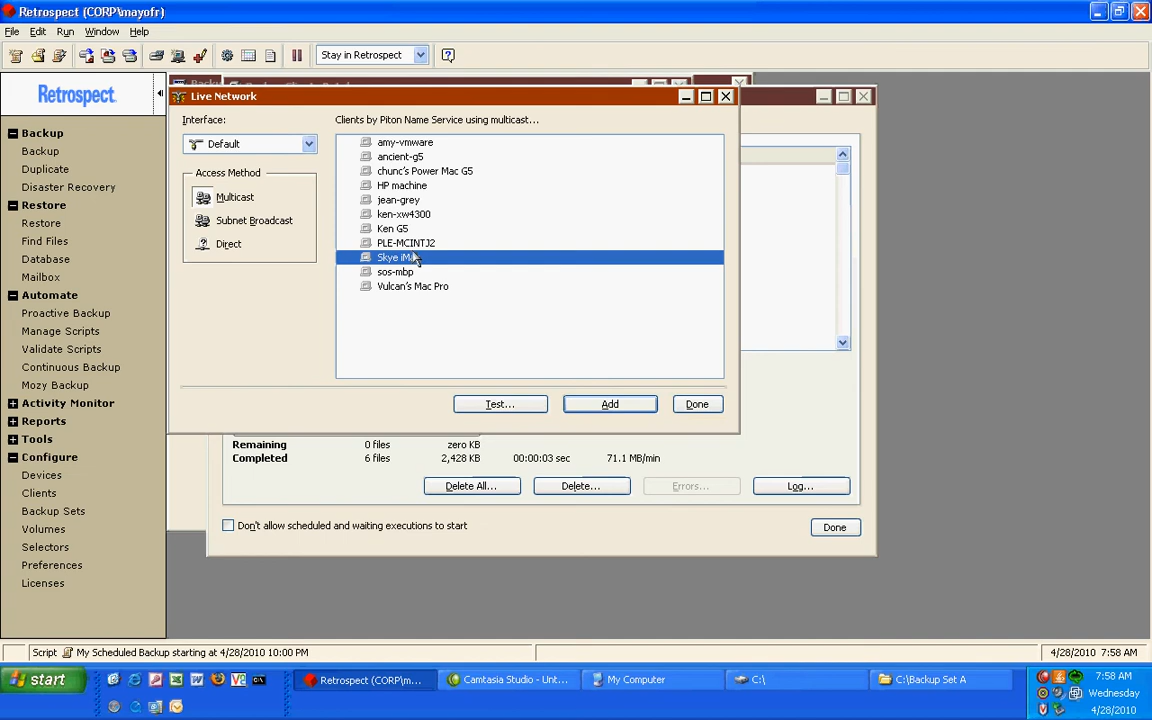 Retrospect (CORP\mayofr)
File Edit Run Window Help
Stay in Retrospect
Retrospect.
Backup
Backup
Duplicate
Disaster Recovery
Restore
Restore
Find Files
Database
Mailbox
Automate
Proactive Backup
Manage Scripts
Validate Scripts
Continuous Backup
Mozy Backup
Activity Monitor
Reports
Tools
Configure
Devices
Clients
Backup Sets
Volumes
Selectors
Preferences
Licenses
Live Network
Interface:
Default
Access Method
Multicast
Subnet Broadcast
Direct
Clients by Piton Name Service using multicast...
amy-vmware
ancient-g5
chunc's Power Mac G5
HP machine
jean-grey
ken-xw4300
Ken G5
PLE-MCINTJ2
Skye iMac
sos-mbp
Vulcan's Mac Pro
Test... Add Done
Remaining 0 files zero KB
Completed 6 files 2,428 KB 00:00:03 sec 71.1 MB/min
Delete All... Delete... Errors... Log...
Don't allow scheduled and waiting executions to start
Done
Script My Scheduled Backup starting at 4/28/2010 10:00 PM
4/28/2010 7:58 AM
start
Retrospect (CORP\m...
Camtasia Studio - Unt...
My Computer
C:\
C:\Backup Set A
7:58 AM
Wednesday
4/28/2010